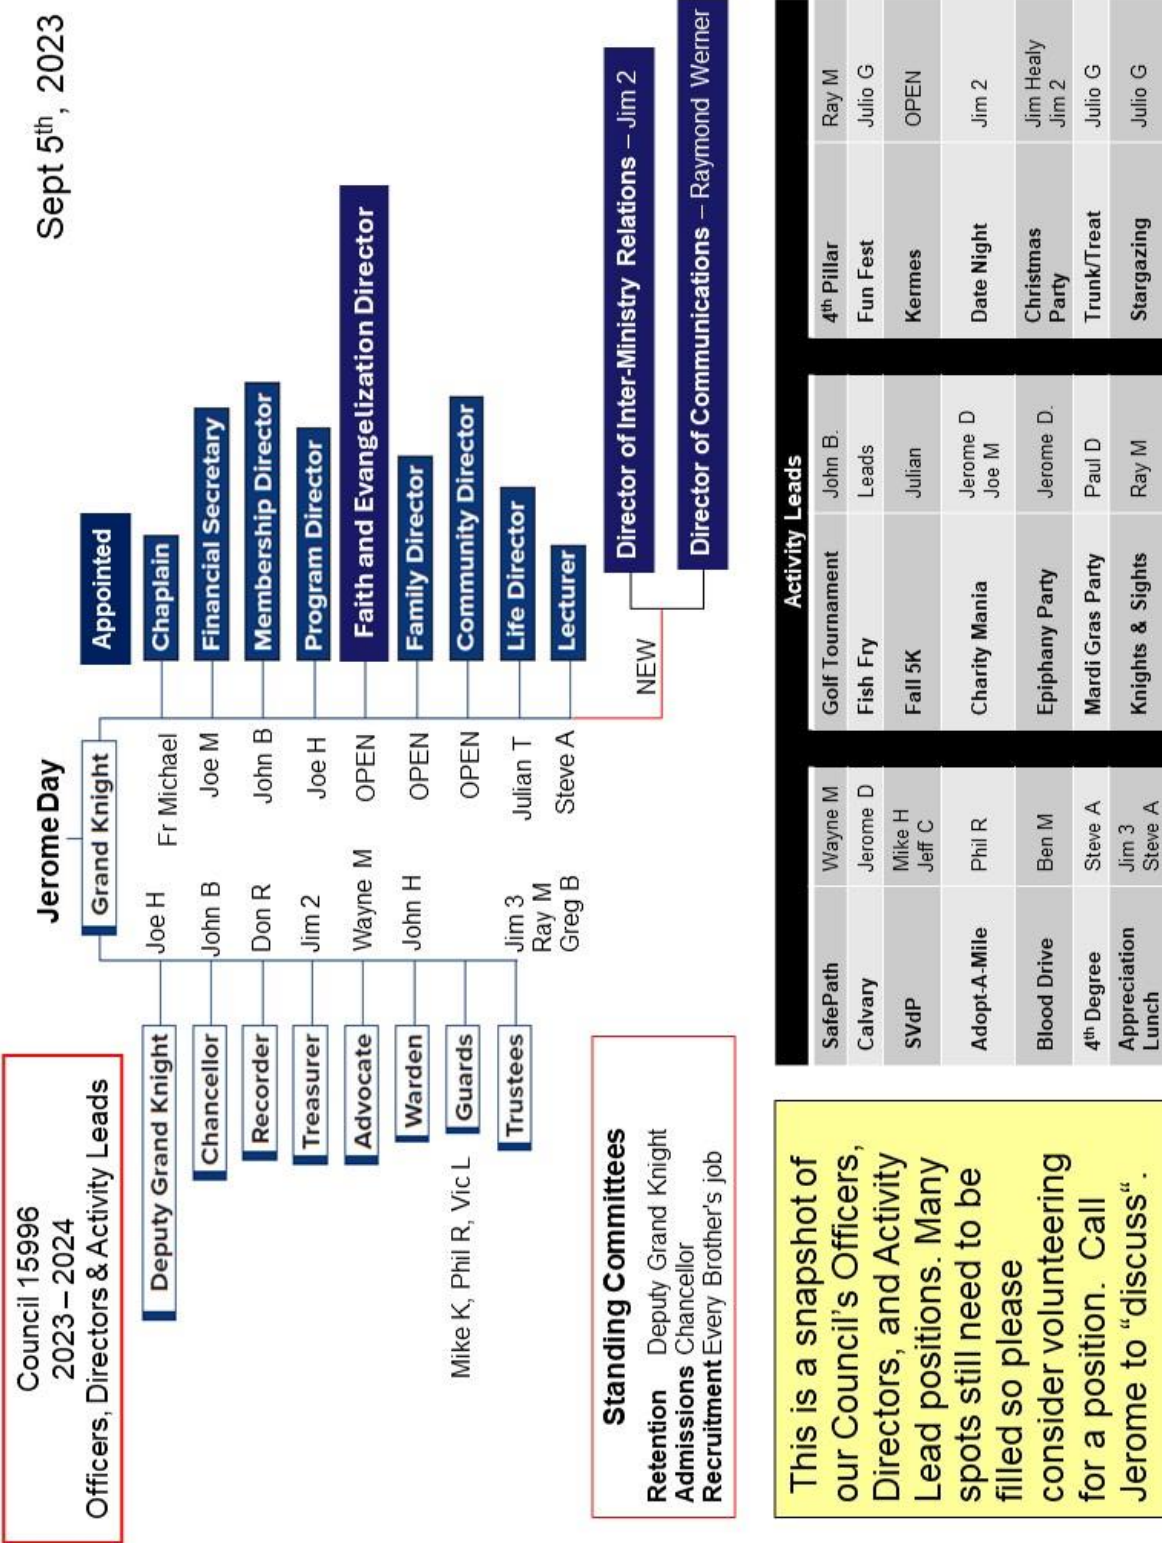 Council 15996
2023 – 2024
Officers, Directors & Activity Leads
Sept 5th, 2023
Jerome Day
Grand Knight
Deputy Grand Knight
Joe H
Chancellor
John B
Recorder
Don R
Treasurer
Jim 2
Advocate
Wayne M
Warden
John H
Mike K, Phil R, Vic L
Guards
Trustees
Jim 3
Ray M
Greg B
Appointed
Fr Michael
Chaplain
Joe M
Financial Secretary
John B
Membership Director
Joe H
Program Director
OPEN
Faith and Evangelization Director
OPEN
Family Director
OPEN
Community Director
Julian T
Life Director
Steve A
Lecturer
NEW
Director of Inter-Ministry Relations – Jim 2
Director of Communications – Raymond Werner
Standing Committees
Retention Deputy Grand Knight
Admissions Chancellor
Recruitment Every Brother's job
This is a snapshot of
our Council's Officers,
Directors, and Activity
Lead positions. Many
spots still need to be
filled so please
consider volunteering
for a position. Call
Jerome to “discuss“.
Activity Leads
SafePath Wayne M Golf Tournament John B. 4th Pillar Ray M
Calvary Jerome D Fish Fry Leads Fun Fest Julio G
SVdP Mike H
Jeff C
Fall 5K Julian Kermes OPEN
Adopt-A-Mile Phil R Charity Mania Jerome D
Joe M
Date Night Jim 2
Blood Drive Ben M Epiphany Party Jerome D.
Christmas
Party
Jim Healy
Jim 2
4th Degree Steve A Mardi Gras Party Paul D Trunk/Treat Julio G
Appreciation
Lunch
Jim 3
Steve A
Knights & Sights Ray M Stargazing Julio G